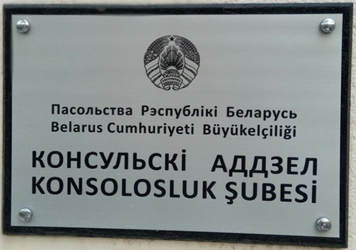 Пасольства Рэспублікі Беларусь
Belarus Cumhuriyeti Büyükelçiliği
КОНСУЛЬСКІ АДДЗЕЛ
KONSOLOSLUK ŞUBESİ